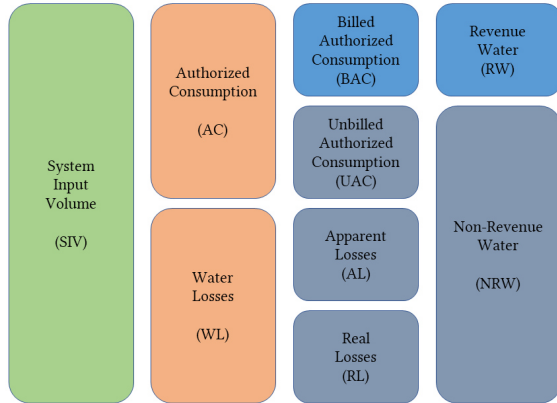 System
Input
Volume
(SIV)
Authorized
Consumption
(AC)
Water
Losses
(WL)
Billed
Authorized
Consumption
(BAC)
Unbilled
Authorized
Consumption
(UAC)
Apparent
Losses
(AL)
Real
Losses
(RL)
Revenue
Water
(RW)
Non-Revenue
Water
(NRW)